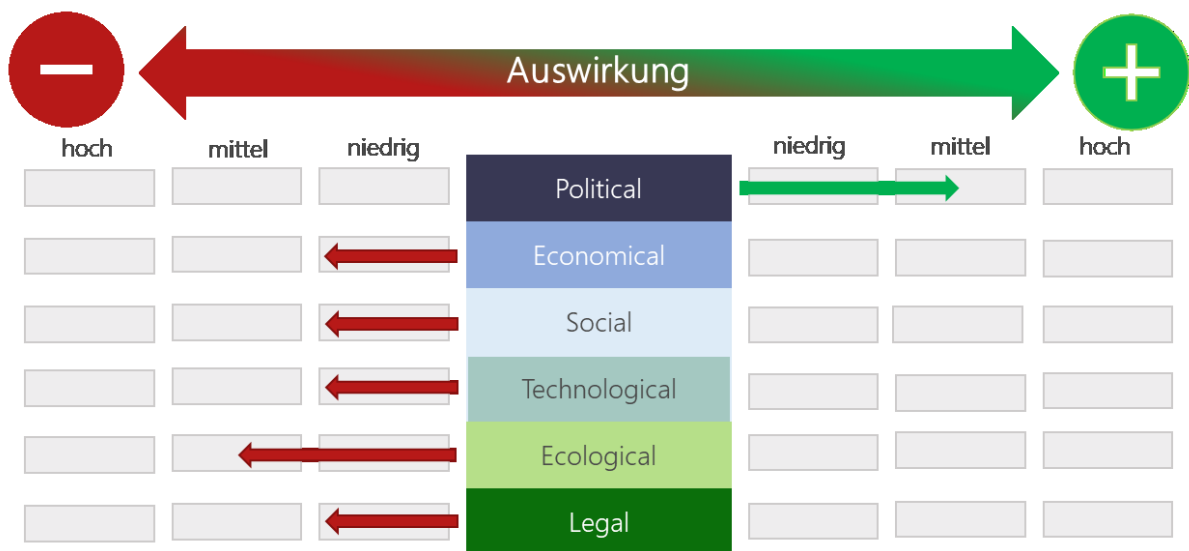 Auswirkung
hoch mittel niedrig niedrig mittel hoch
Political
Economical
Social
Technological
Ecological
Legal